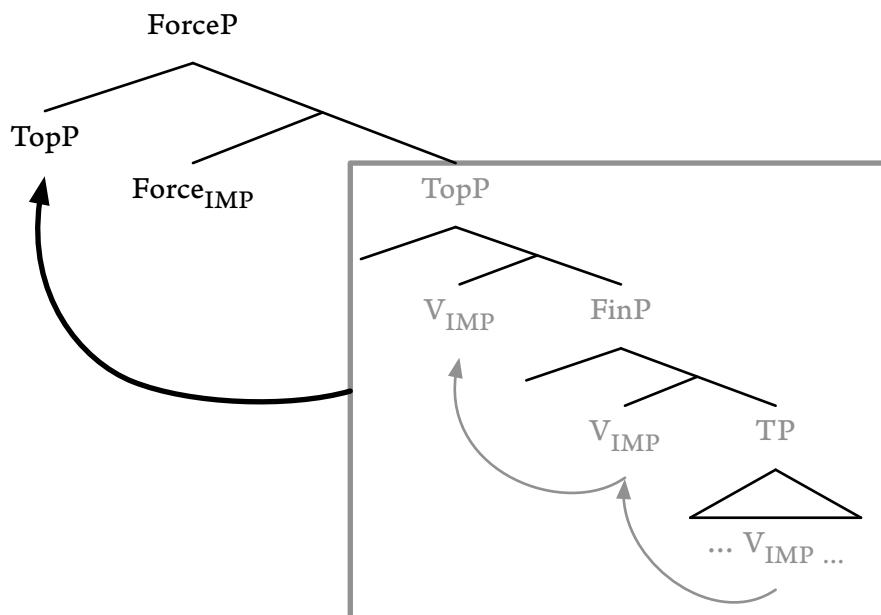 ForceP
TopP
Force_IMP
TopP
V_IMP
FinP
V_IMP
TP
... V_IMP ...